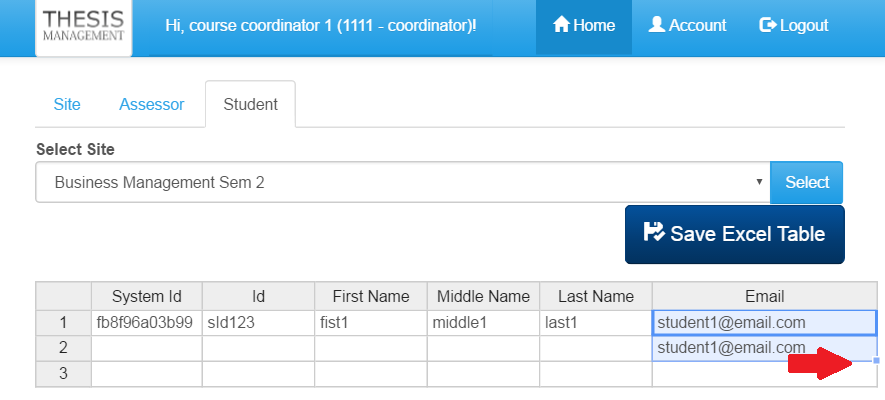 THESIS
MANAGEMENT
Hi, course coordinator 1 (1111 - coordinator)!
Home
Account
Logout
Site
Assessor
Student
Select Site
Business Management Sem 2
Select
Save Excel Table
System Id Id First Name Middle Name Last Name Email
1 fb8f96a03b99 sId123 fist1 middle1 last1 student1@email.com
2 student1@email.com
3